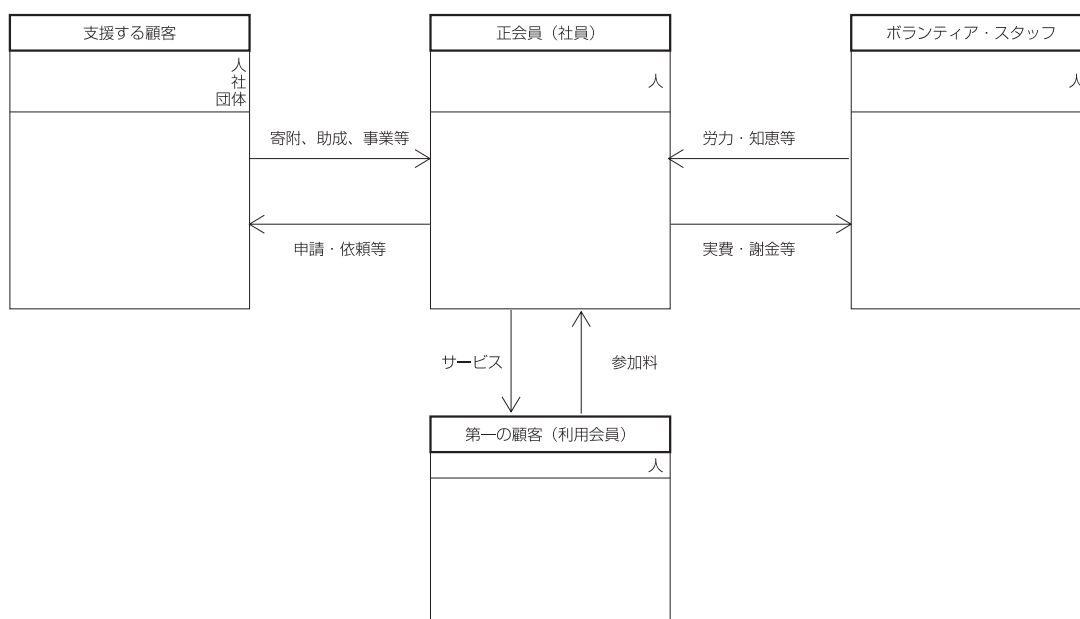 支援する顧客
正会員（社員）
ボランティア・スタッフ
人
社
団体
人
人
寄附、助成、事業等
労力・知恵等
申請・依頼等
実費・謝金等
サービス
参加料
第一の顧客（利用会員）
人